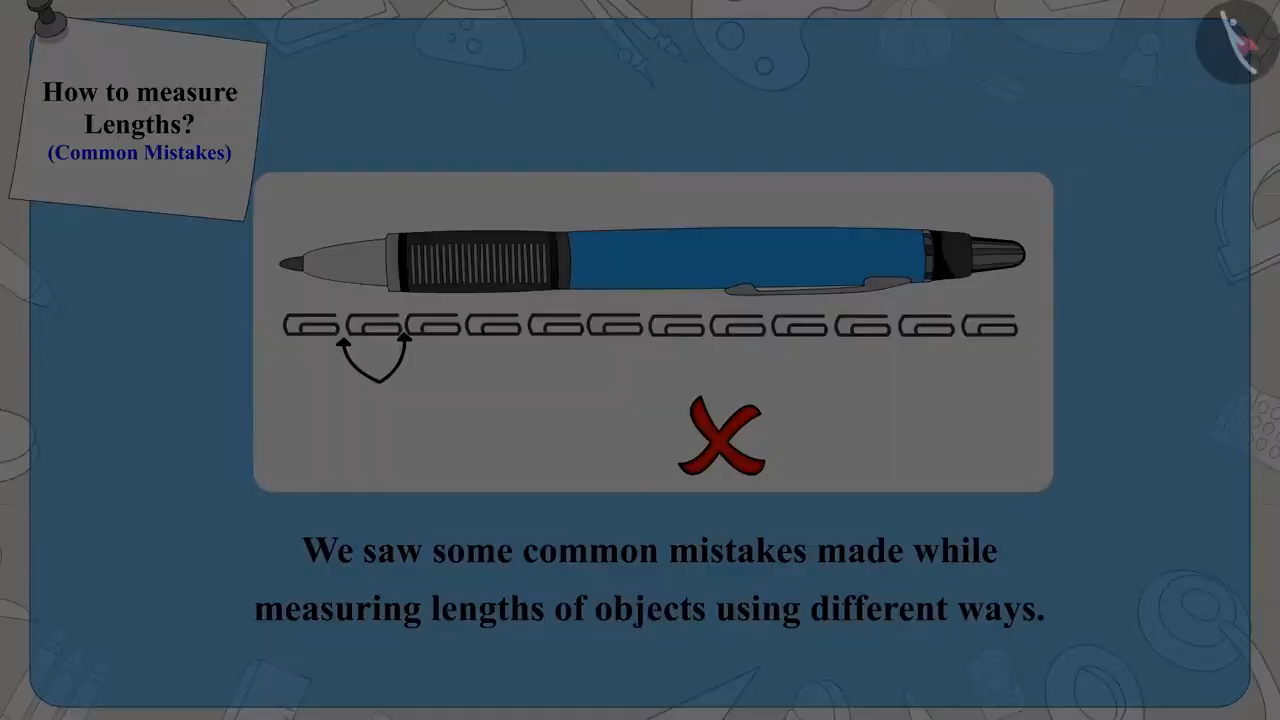 How to measure
Lengths?
(Common Mistakes)
We saw some common mistakes made while
measuring lengths of objects using different ways.